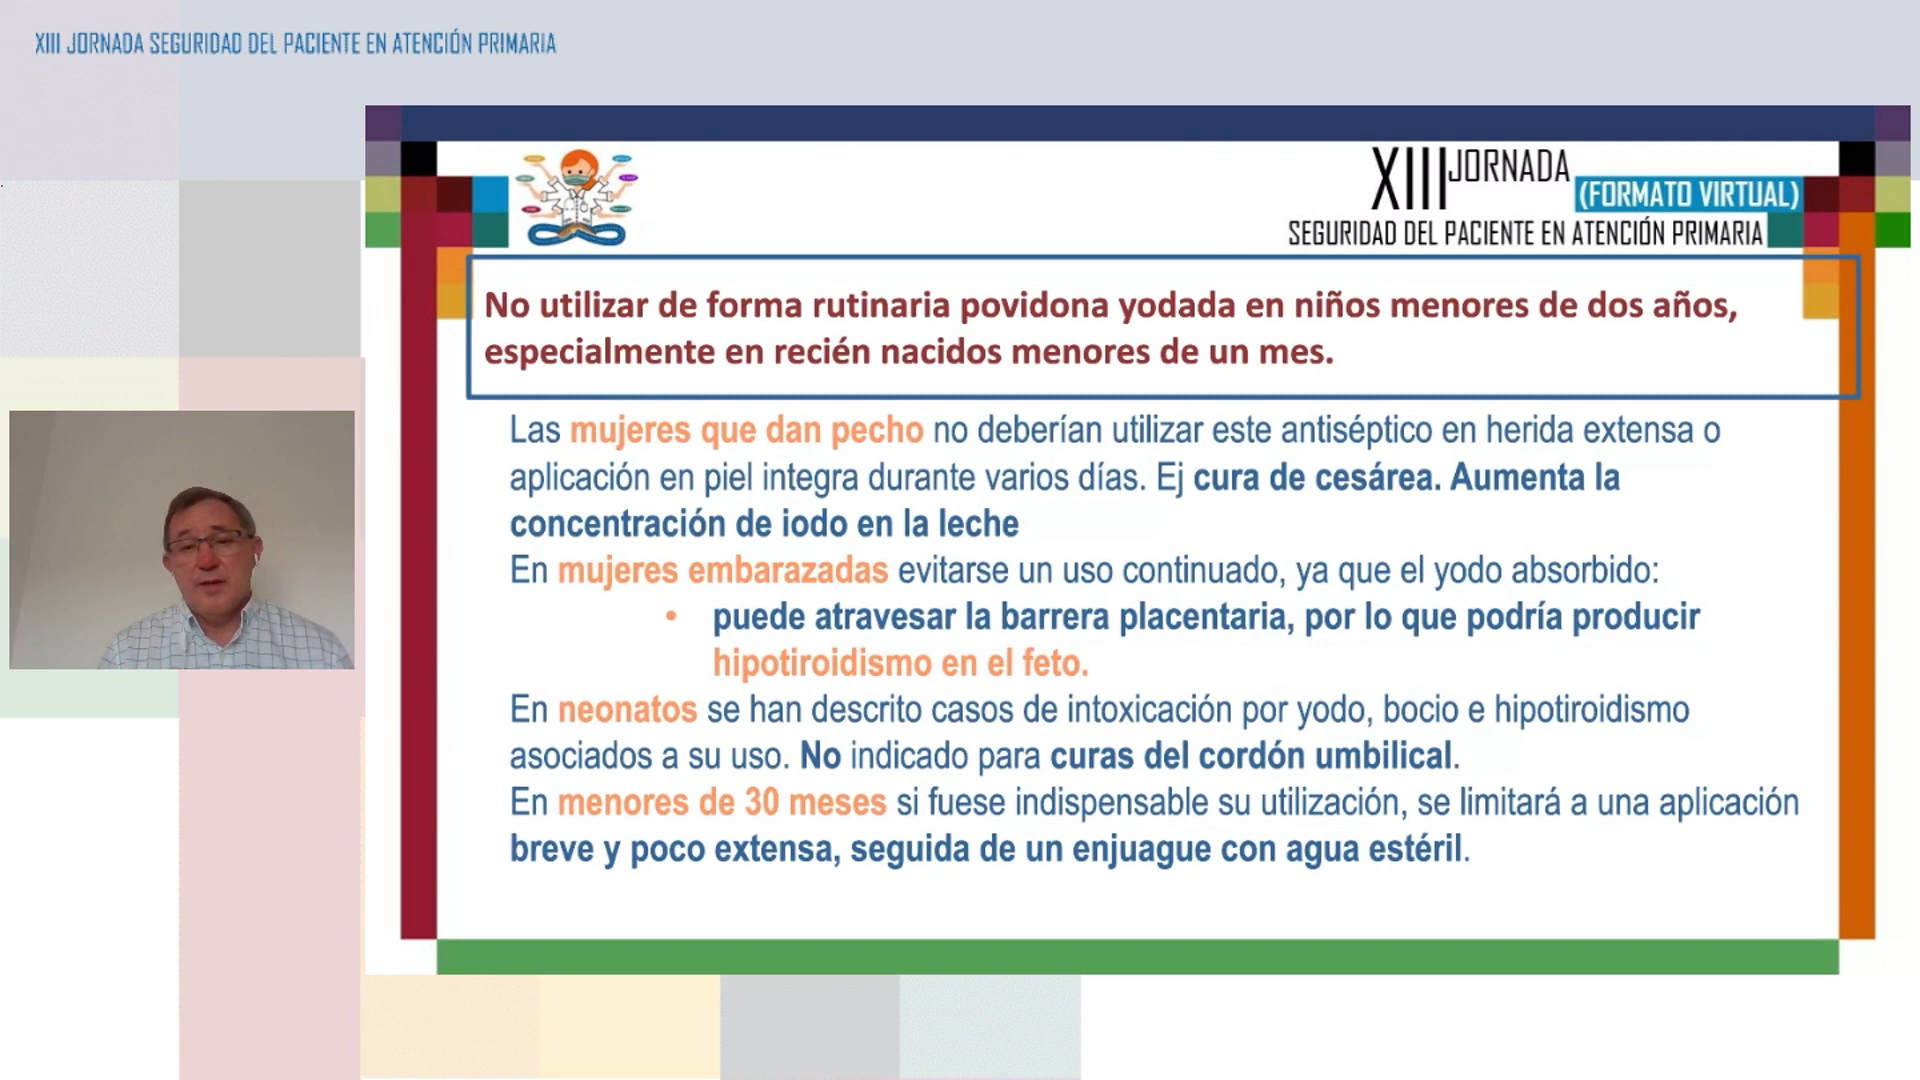 XIII JORNADA SEGURIDAD DEL PACIENTE EN ATENCIÓN PRIMARIA
XIII JORNADA
(FORMATO VIRTUAL)
SEGURIDAD DEL PACIENTE EN ATENCIÓN PRIMARIA
No utilizar de forma rutinaria povidona yodada en niños menores de dos años,
especialmente en recién nacidos menores de un mes.
Las mujeres que dan pecho no deberían utilizar este antiséptico en herida extensa o
aplicación en piel integra durante varios días. Ej cura de cesárea. Aumenta la
concentración de iodo en la leche
En mujeres embarazadas evitarse un uso continuado, ya que el yodo absorbido:
• puede atravesar la barrera placentaria, por lo que podría producir
hipotiroidismo en el feto.
En neonatos se han descrito casos de intoxicación por yodo, bocio e hipotiroidismo
asociados a su uso. No indicado para curas del cordón umbilical.
En menores de 30 meses si fuese indispensable su utilización, se limitará a una aplicación
breve y poco extensa, seguida de un enjuague con agua estéril.